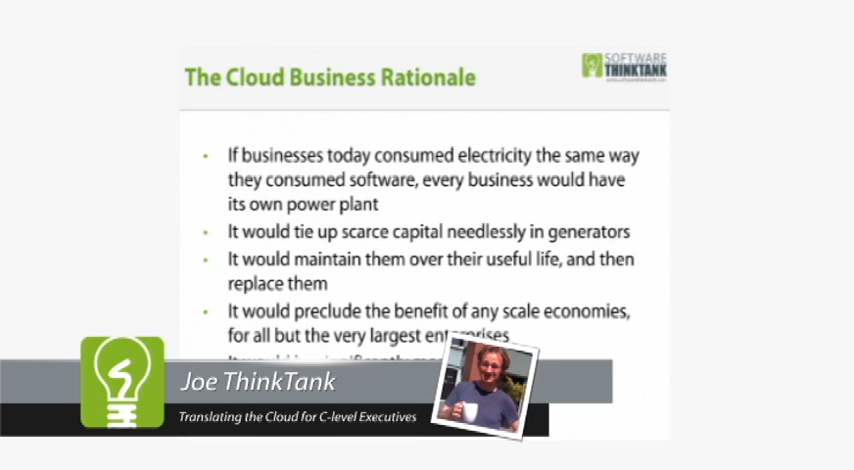 The Cloud Business Rationale
SOFTWARE
THINKTANK
• If businesses today consumed electricity the same way
they consumed software, every business would have
its own power plant
• It would tie up scarce capital needlessly in generators
• It would maintain them over their useful life, and then
replace them
• It would preclude the benefit of any scale economies,
for all but the very largest enterprises
Joe ThinkTank
Translating the Cloud for C-level Executives